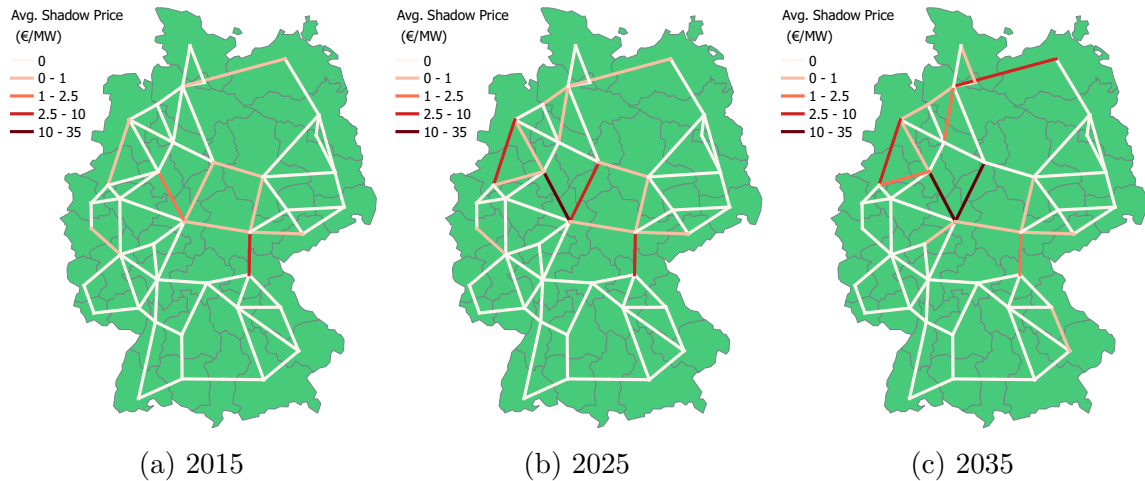 Avg. Shadow Price
(€/MW)
0
0 - 1
1 - 2.5
2.5 - 10
10 - 35
(a) 2015
Avg. Shadow Price
(€/MW)
0
0 - 1
1 - 2.5
2.5 - 10
10 - 35
(b) 2025
Avg. Shadow Price
(€/MW)
0
0 - 1
1 - 2.5
2.5 - 10
10 - 35
(c) 2035